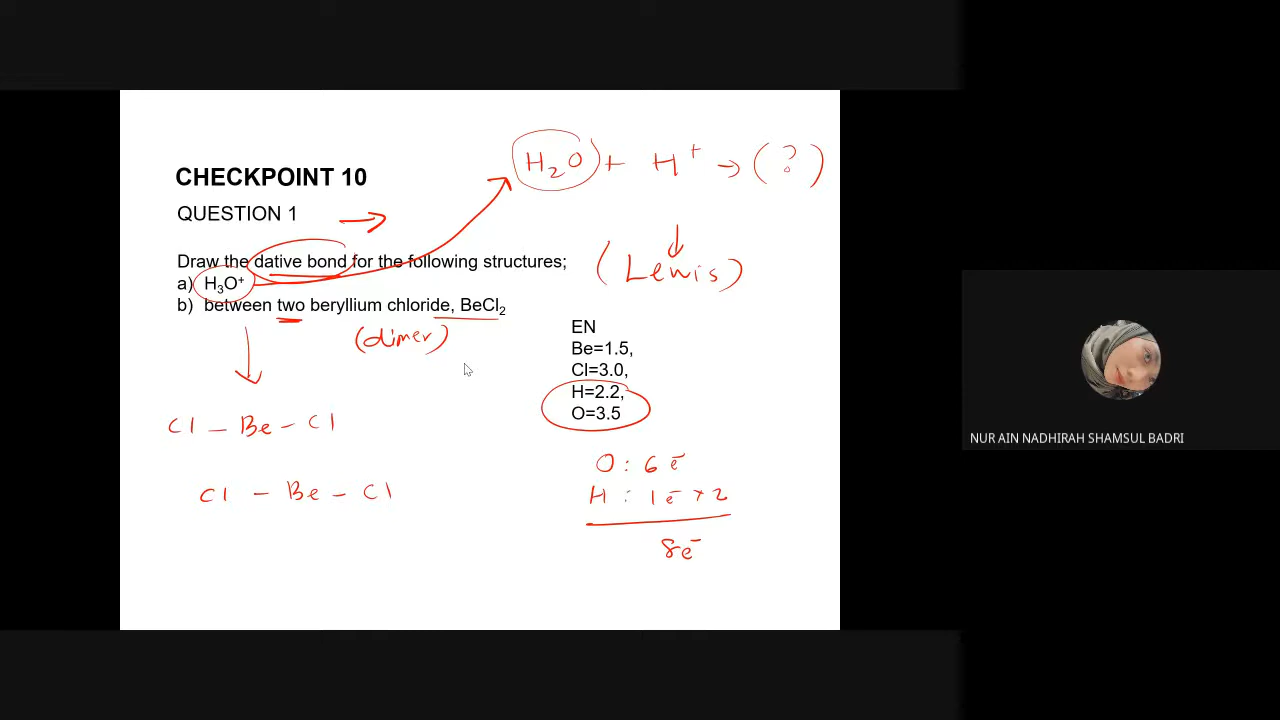 H₂O + H⁺ → (?)
CHECKPOINT 10
QUESTION 1 →
Draw the dative bond for the following structures;
(Lewis)
a) H₃O⁺
b) between two beryllium chloride, BeCl₂
(dimer)
EN
Be=1.5,
Cl=3.0,
H=2.2,
O=3.5
Cl - Be - Cl
Cl - Be - Cl
O : 6e⁻
H : 1e⁻ × 2
8e⁻
NUR AIN NADHIRAH SHAMSUL BADRI